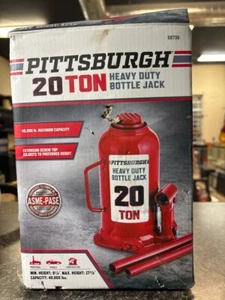 PITTSBURGH
20 TON
HEAVY DUTY
BOTTLE JACK
40,000 lb. MAXIMUM CAPACITY
EXTENSION SCREW TOP
ADJUSTS TO PREFERRED HEIGHT
ASME-PASE
PITTSBURGH
HEAVY DUTY
BOTTLE JACK
20
TON
CAPACITY: 40,000 lbs.